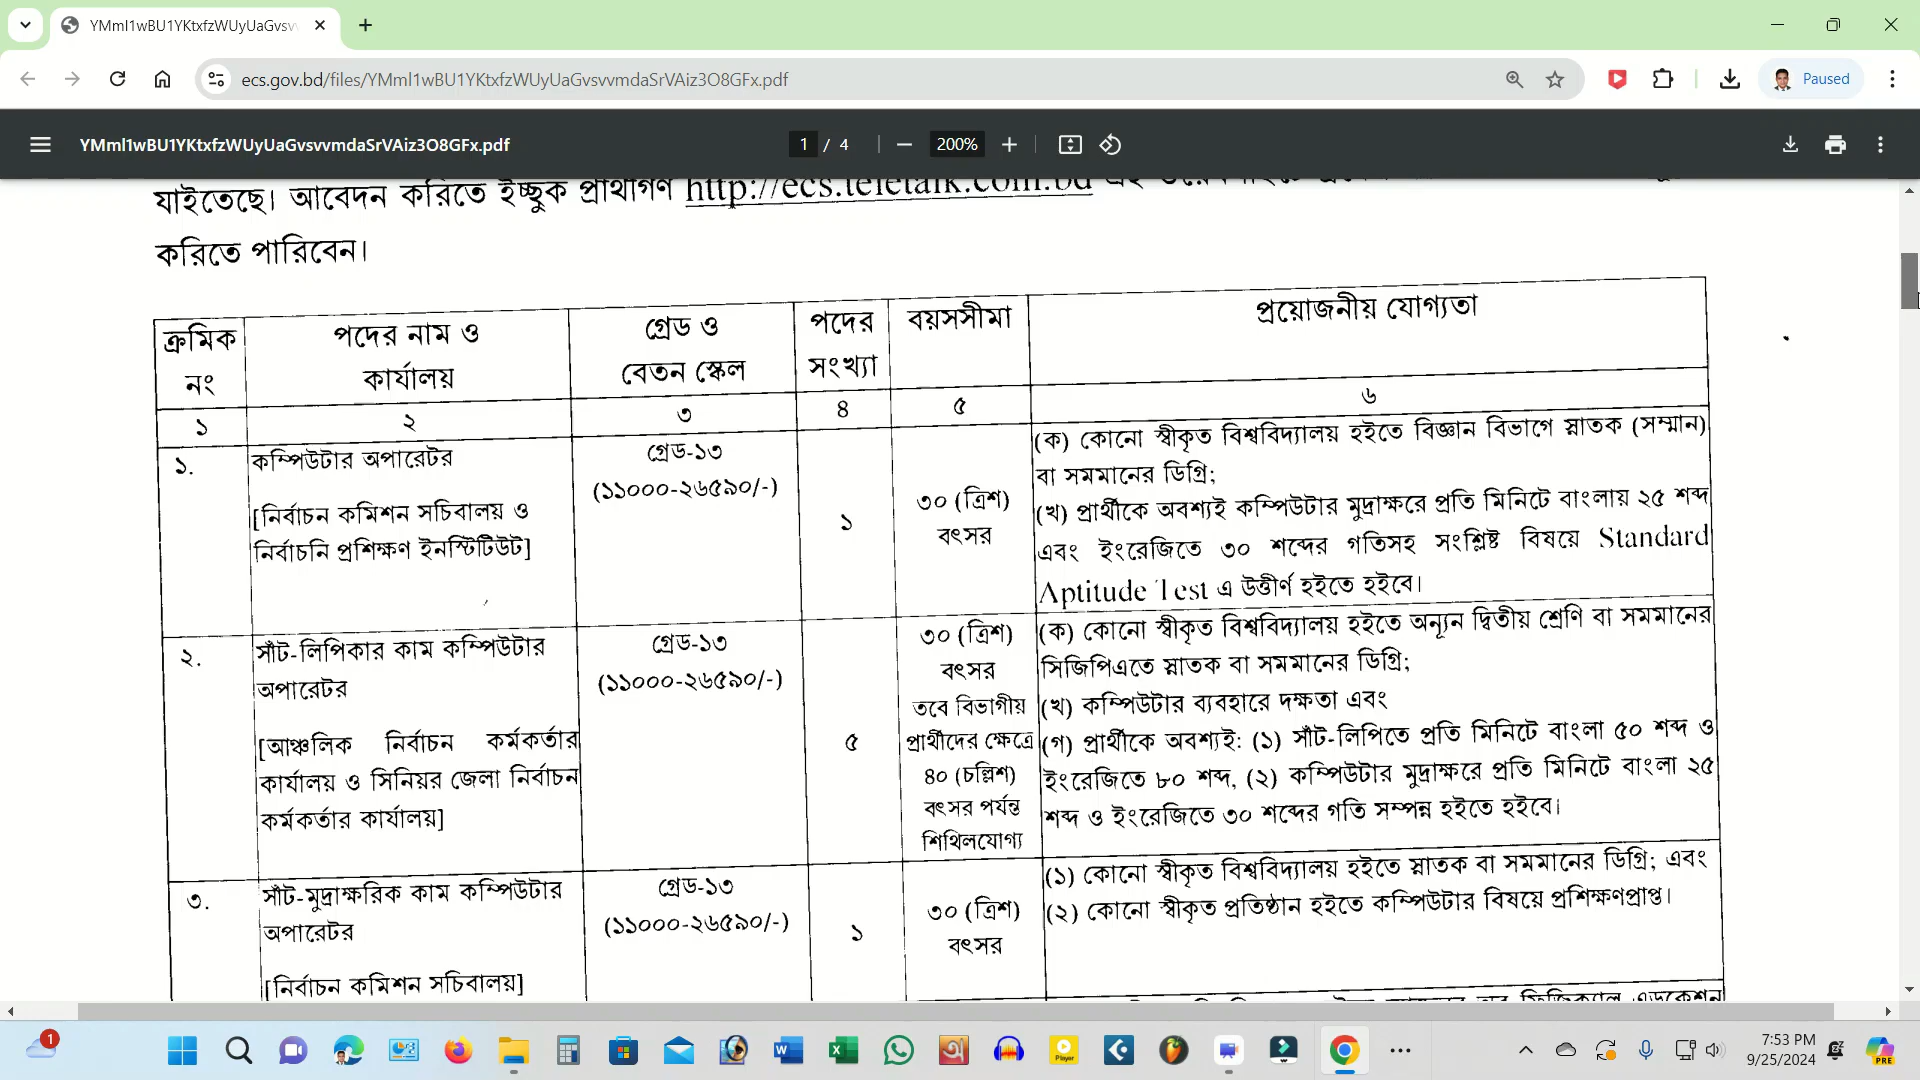 YMml1wBU1YKtxfzWUyUaGvsv
ecs.gov.bd/files/YMml1wBU1YKtxfzWUyUaGvsvvmdaSrVAiz3O8GFx.pdf
Paused
YMml1wBU1YKtxfzWUyUaGvsvvmdaSrVAiz3O8GFx.pdf
1 / 4
200%
যাইতেছে। আবেদন করিতে ইচ্ছুক প্রার্থীগণ http://ecs.teletalk.com.bd এই
করিতে পারিবেন।
ক্রমিক নং
পদের নাম ও কার্যালয়
গ্রেড ও বেতন স্কেল
পদের সংখ্যা
বয়সসীমা
প্রয়োজনীয় যোগ্যতা
১
২
৩
৪
৫
৬
১.
কম্পিউটার অপারেটর
[নির্বাচন কমিশন সচিবালয় ও
নির্বাচনি প্রশিক্ষণ ইনস্টিটিউট]
গ্রেড-১৩
(১১০০০-২৬৫৯০/-)
১
৩০ (ত্রিশ)
বৎসর
(ক) কোনো স্বীকৃত বিশ্ববিদ্যালয় হইতে বিজ্ঞান বিভাগে স্নাতক (সম্মান)
বা সমমানের ডিগ্রি;
(খ) প্রার্থীকে অবশ্যই কম্পিউটার মুদ্রাক্ষরে প্রতি মিনিটে বাংলায় ২৫ শব্দ
এবং ইংরেজিতে ৩০ শব্দের গতিসহ সংশ্লিষ্ট বিষয়ে Standard
Aptitude Test এ উত্তীর্ণ হইতে হইবে।
২.
সাঁট-লিপিকার কাম কম্পিউটার
অপারেটর
[আঞ্চলিক নির্বাচন কর্মকর্তার
কার্যালয় ও সিনিয়র জেলা নির্বাচন
কর্মকর্তার কার্যালয়]
গ্রেড-১৩
(১১০০০-২৬৫৯০/-)
৫
৩০ (ত্রিশ)
বৎসর
তবে বিভাগীয়
প্রার্থীদের ক্ষেত্রে
৪০ (চল্লিশ)
বৎসর পর্যন্ত
শিথিলযোগ্য
(ক) কোনো স্বীকৃত বিশ্ববিদ্যালয় হইতে অন্যূন দ্বিতীয় শ্রেণি বা সমমানের
সিজিপিএতে স্নাতক বা সমমানের ডিগ্রি;
(খ) কম্পিউটার ব্যবহারে দক্ষতা এবং
(গ) প্রার্থীকে অবশ্যই: (১) সাঁট-লিপিতে প্রতি মিনিটে বাংলা ৫০ শব্দ ও
ইংরেজিতে ৮০ শব্দ, (২) কম্পিউটার মুদ্রাক্ষরে প্রতি মিনিটে বাংলা ২৫
শব্দ ও ইংরেজিতে ৩০ শব্দের গতি সম্পন্ন হইতে হইবে।
৩.
সাঁট-মুদ্রাক্ষরিক কাম কম্পিউটার
অপারেটর
[নির্বাচন কমিশন সচিবালয়]
গ্রেড-১৩
(১১০০০-২৬৫৯০/-)
১
৩০ (ত্রিশ)
বৎসর
(১) কোনো স্বীকৃত বিশ্ববিদ্যালয় হইতে স্নাতক বা সমমানের ডিগ্রি; এবং
(২) কোনো স্বীকৃত প্রতিষ্ঠান হইতে কম্পিউটার বিষয়ে প্রশিক্ষণপ্রাপ্ত।
ফিজিক্যাল এডুকেশন
1
Player
PRE
7:53 PM
9/25/2024